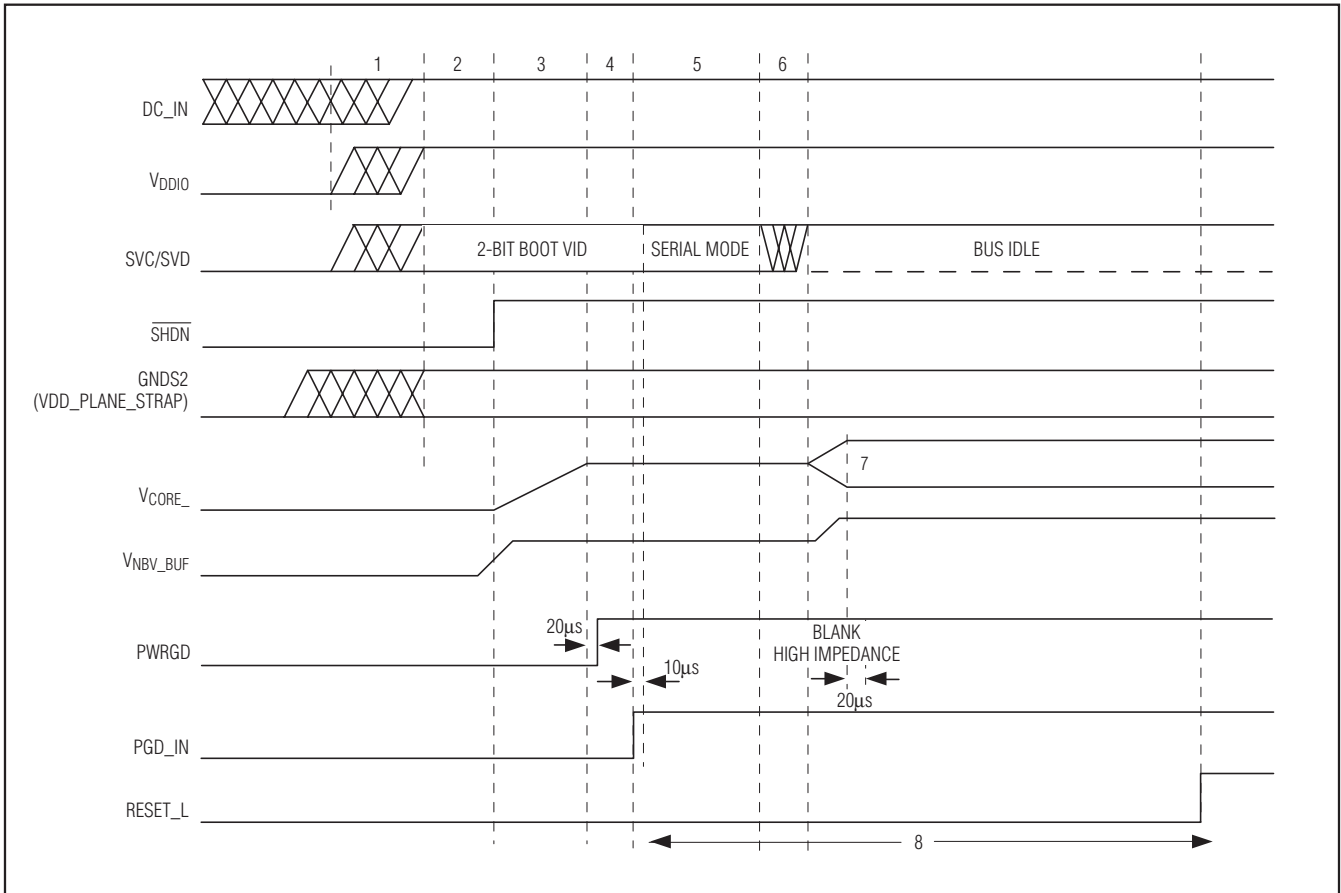 1 2 3 4 5 6
DC_IN
VDDIO
SVC/SVD
2-BIT BOOT VID SERIAL MODE BUS IDLE
SHDN
GNDS2
(VDD_PLANE_STRAP)
7
VCORE_
VNBV_BUF
20µs
PWRGD
BLANK
HIGH IMPEDANCE
10µs
20µs
PGD_IN
RESET_L
8